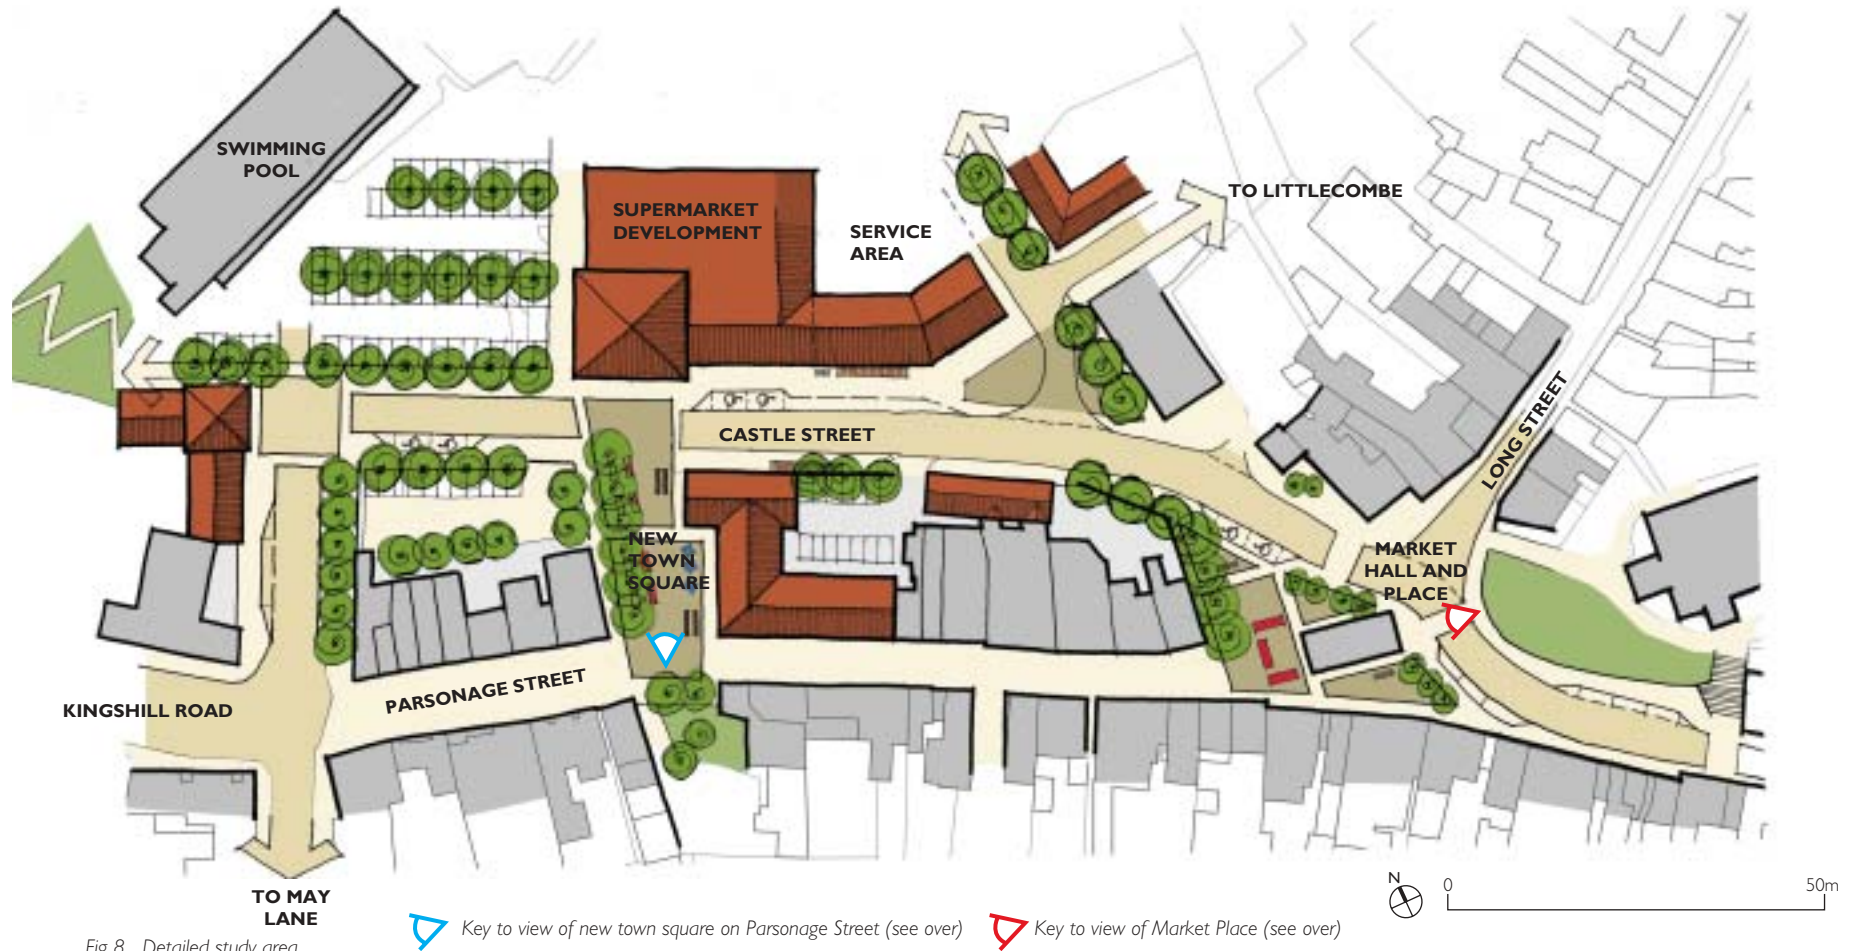 SWIMMING
POOL
SUPERMARKET
DEVELOPMENT
SERVICE
AREA
TO LITTLECOMBE
CASTLE STREET
LONG STREET
NEW
TOWN
SQUARE
MARKET
HALL AND
PLACE
PARSONAGE STREET
KINGSHILL ROAD
TO MAY
LANE
N
0
50m
Key to view of new town square on Parsonage Street (see over)
Key to view of Market Place (see over)
Fig 8 Detailed study area